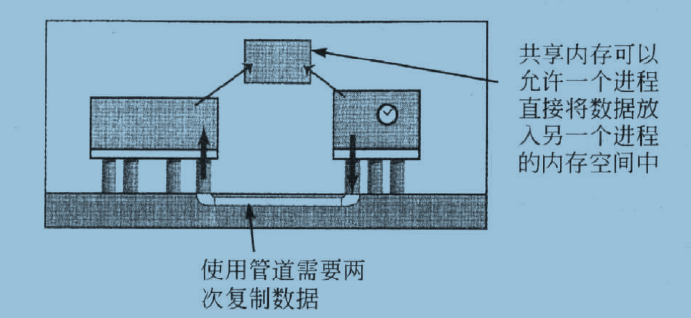 共享内存可以
允许一个进程
直接将数据放
入另一个进程
的内存空间中
使用管道需要两
次复制数据